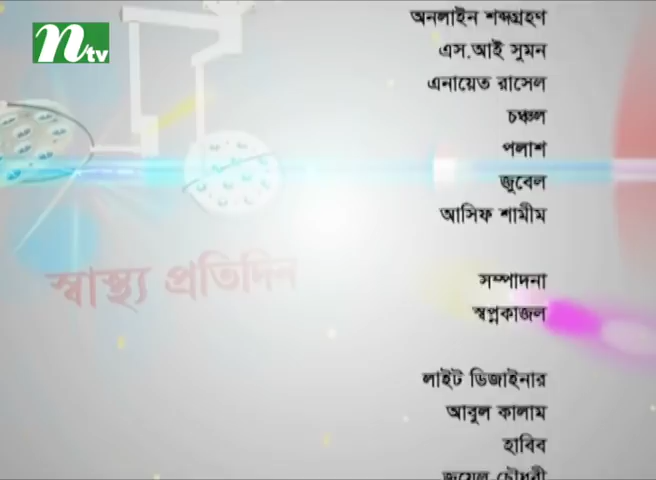 ntv
অনলাইন শব্দগ্রহণ
এস.আই সুমন
এনায়েত রাসেল
চঞ্চল
পলাশ
জুবেল
আসিফ শামীম
স্বাস্থ্য প্রতিদিন
সম্পাদনা
স্বপ্নকাজল
লাইট ডিজাইনার
আবুল কালাম
হাবিব
জুয়েল চৌধুরী